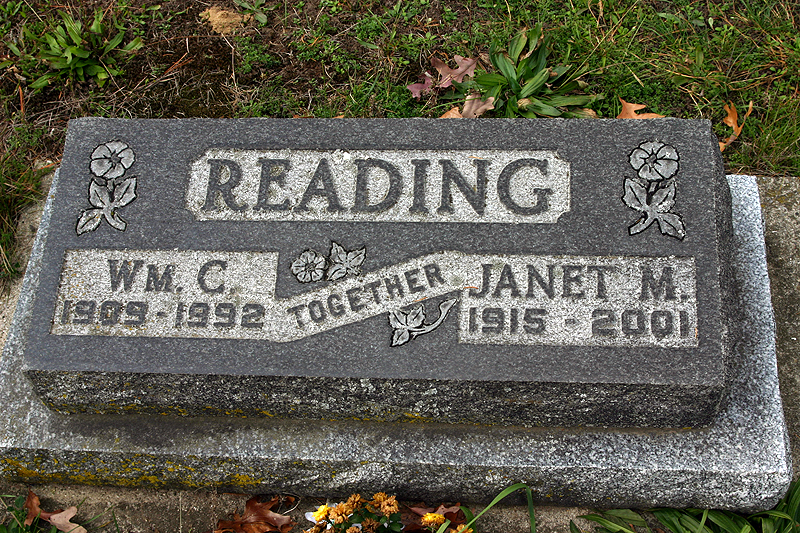 READING
WM. C.
1909 - 1992
TOGETHER
JANET M.
1915 - 2001